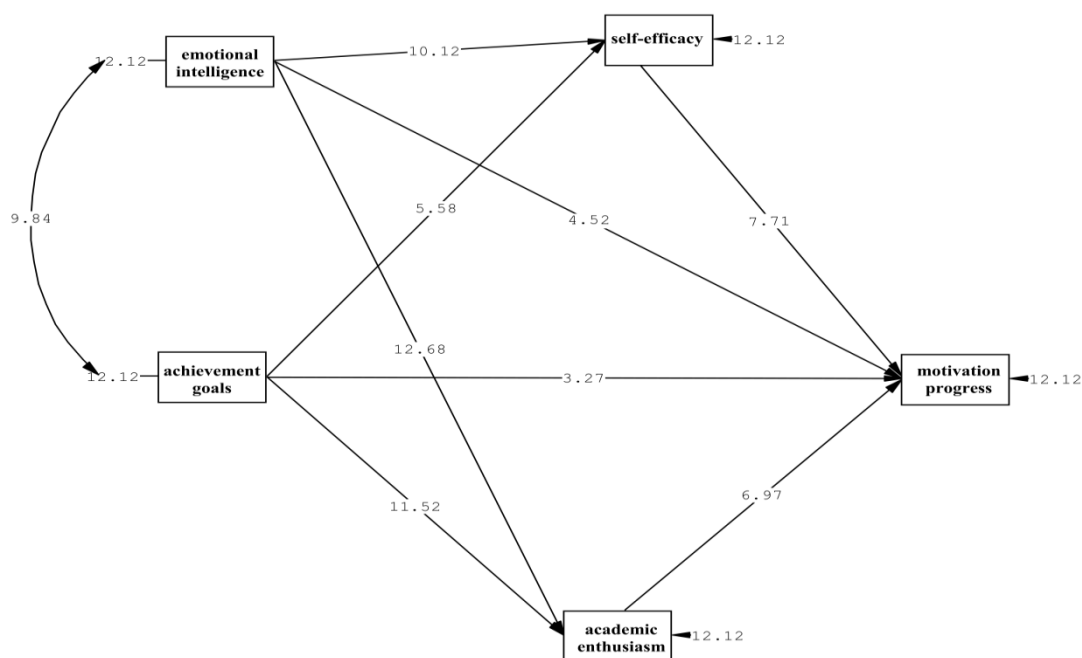 self-efficacy
12.12
12.12
emotional
intelligence
10.12
9.84
5.58
4.52
7.71
12.68
12.12
achievement
goals
3.27
motivation
progress
12.12
11.52
6.97
academic
enthusiasm
12.12